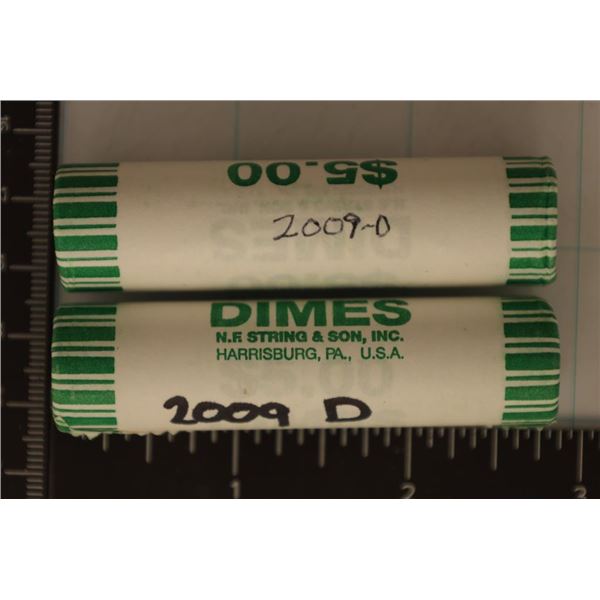 $5.00
2009-D
DIMES
N.F. STRING & SON, INC.
HARRISBURG, PA., U.S.A.
2009 D
1 2 3